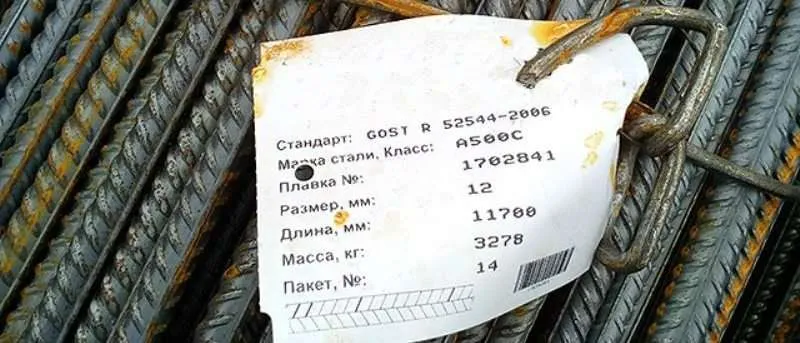 Стандарт: GOST R 52544-2006
Марка стали, Класс: A500C
Плавка №: 1702841
Размер, мм: 12
Длина, мм: 11700
Масса, кг: 3278
Пакет, №: 14